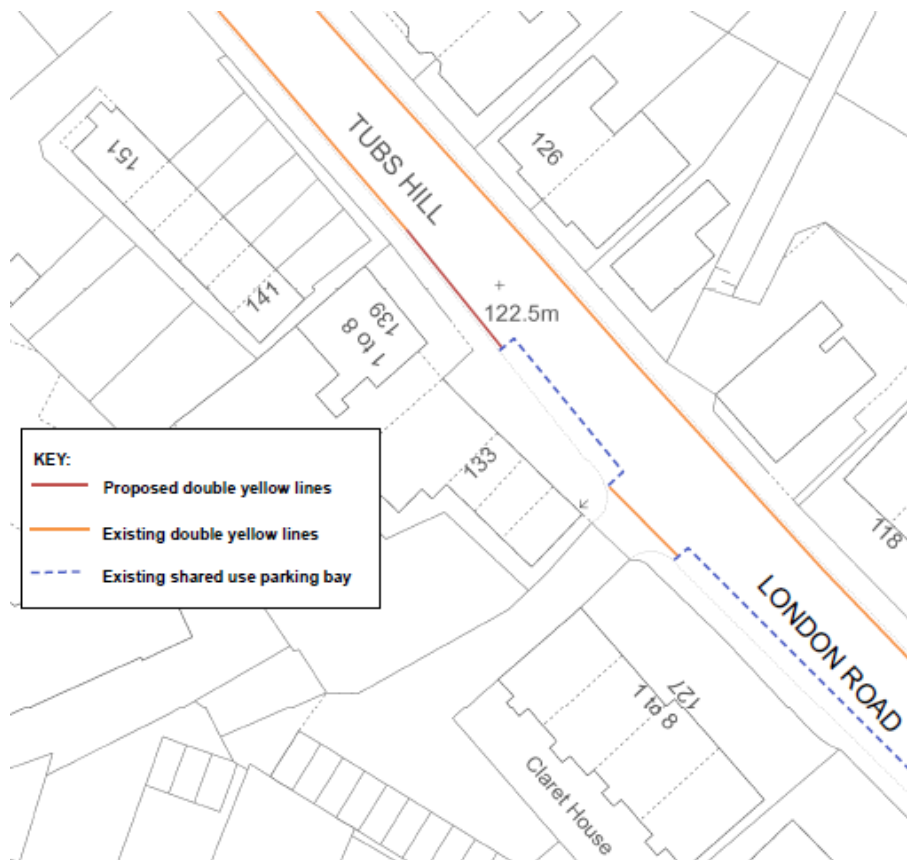 TUBS HILL
126
151
141
122.5m
139
1 to 8
KEY:
Proposed double yellow lines
Existing double yellow lines
Existing shared use parking bay
133
118
LONDON ROAD
127
1 to 8
Claret House